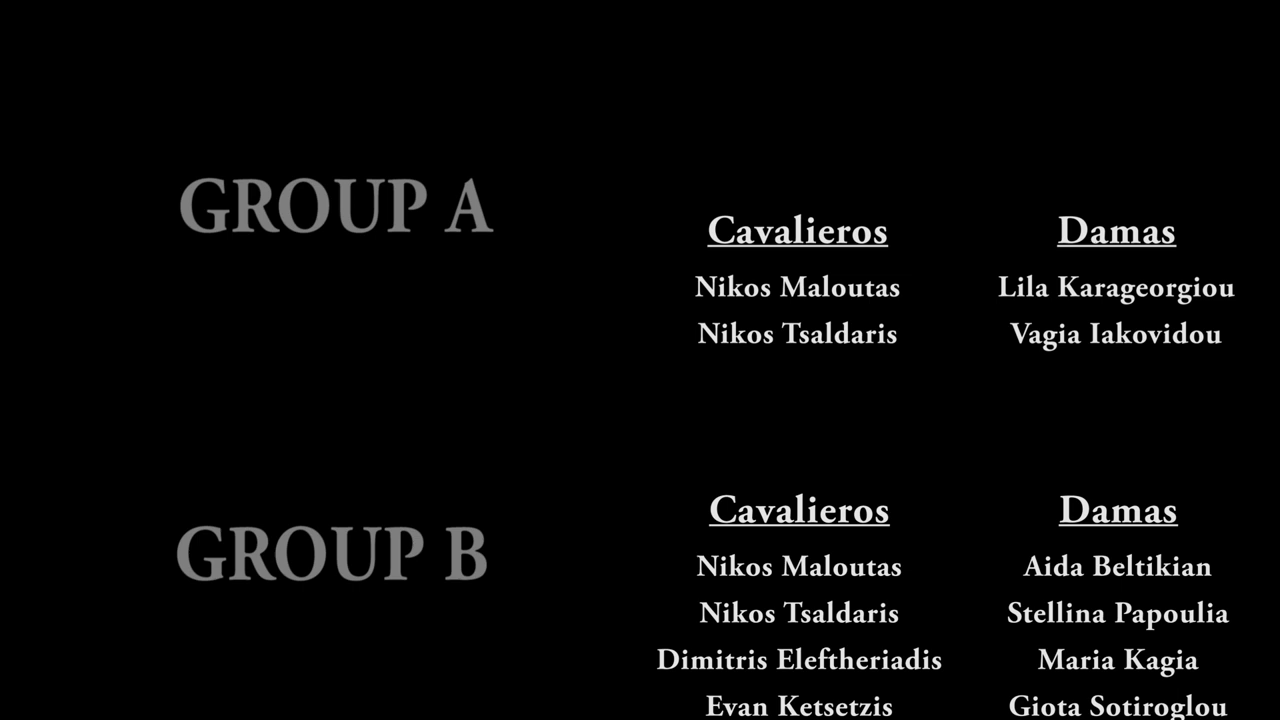 GROUP A
Cavalieros Damas
Nikos Maloutas Lila Karageorgiou
Nikos Tsaldaris Vagia Iakovidou
GROUP B
Cavalieros Damas
Nikos Maloutas Aida Beltikian
Nikos Tsaldaris Stellina Papoulia
Dimitris Eleftheriadis Maria Kagia
Evan Ketsetzis Giota Sotiroglou